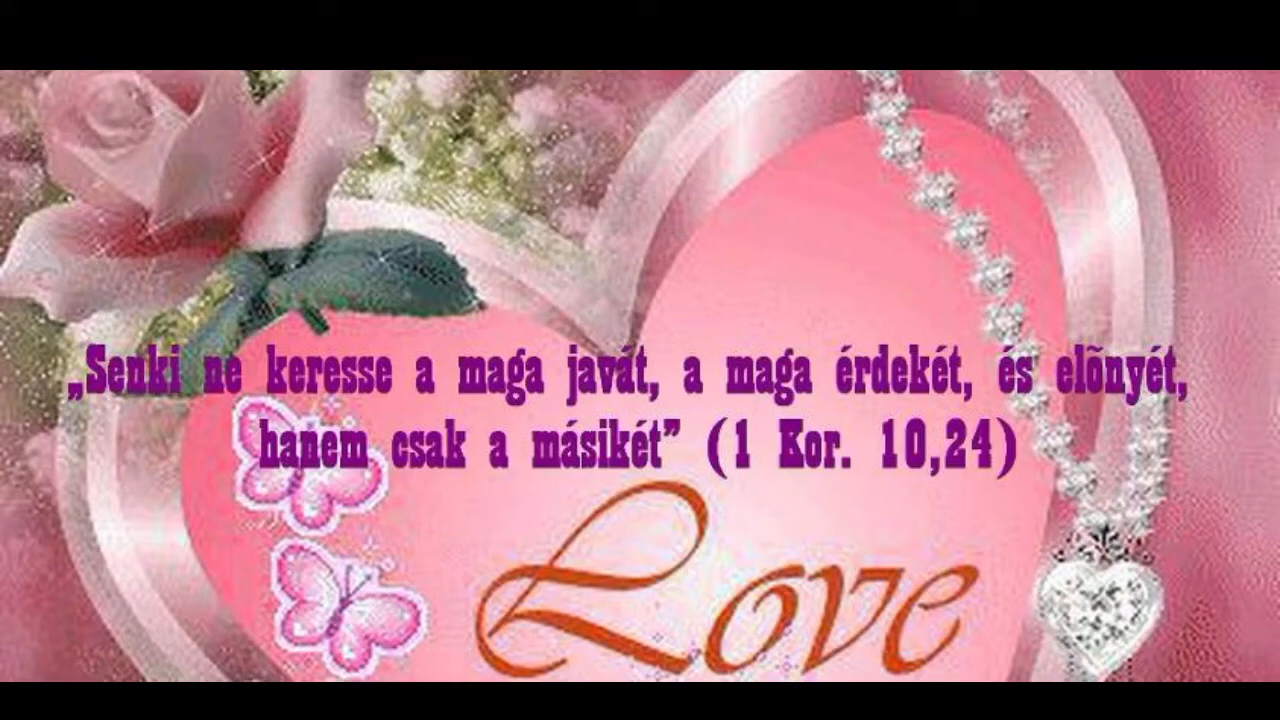 „Senki ne keresse a maga javát, a maga érdekét, és elõnyét,
hanem csak a másikét” (1 Kor. 10,24)
Love